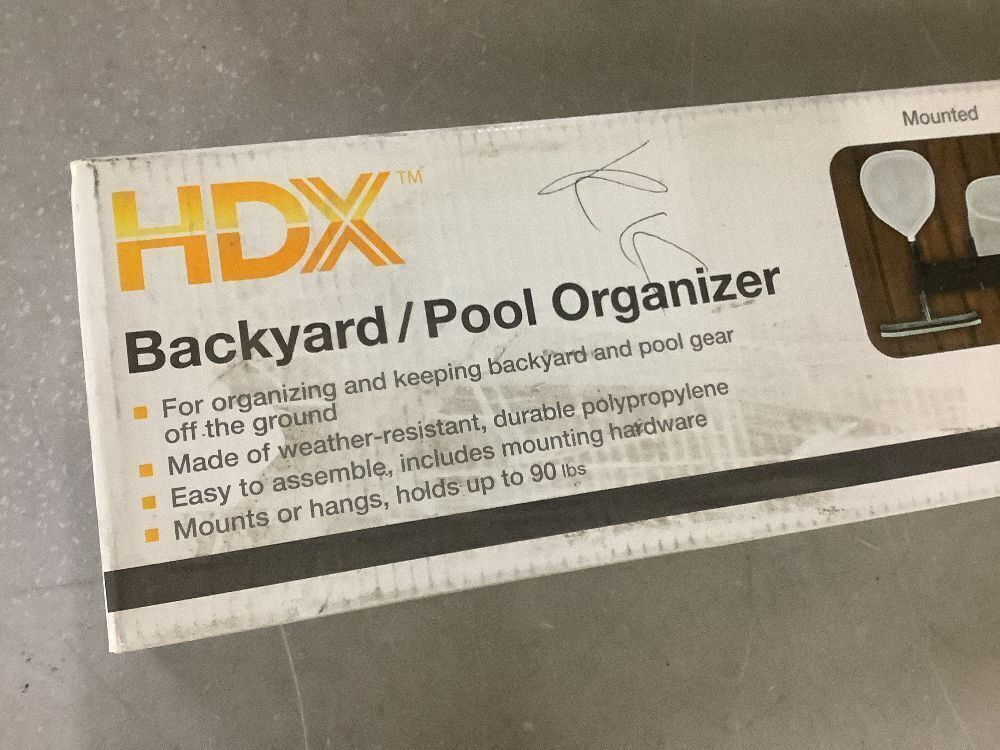 HDX™
Mounted
Backyard / Pool Organizer
For organizing and keeping backyard and pool gear
off the ground
Made of weather-resistant, durable polypropylene
Easy to assemble, includes mounting hardware
Mounts or hangs, holds up to 90 lbs